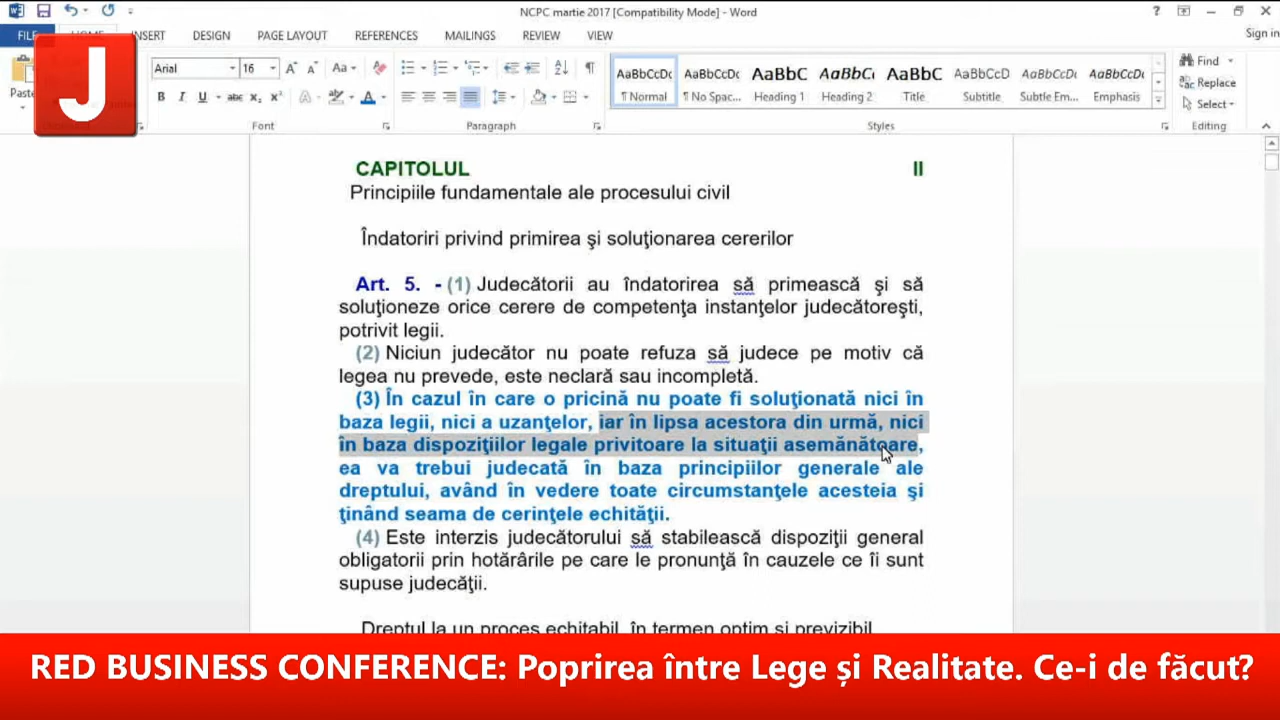 NCPC martie 2017 [Compatibility Mode] - Word
FILE HOME INSERT DESIGN PAGE LAYOUT REFERENCES MAILINGS REVIEW VIEW Sign in
J
Paste
Arial 16
Find
Replace
Select
AaBbCcDc AaBbCcDc AaBbC AaBbCc AaBbC AaBbCcD AaBbCcDc AaBbCcDc
¶ Normal ¶ No Spac... Heading 1 Heading 2 Title Subtitle Subtle Em... Emphasis
Font Paragraph Styles Editing
CAPITOLUL II
Principiile fundamentale ale procesului civil
Îndatoriri privind primirea şi soluţionarea cererilor
Art. 5. - (1) Judecătorii au îndatorirea să primească şi să
soluţioneze orice cerere de competenţa instanţelor judecătoreşti,
potrivit legii.
(2) Niciun judecător nu poate refuza să judece pe motiv că
legea nu prevede, este neclară sau incompletă.
(3) În cazul în care o pricină nu poate fi soluţionată nici în
baza legii, nici a uzanţelor, iar în lipsa acestora din urmă, nici
în baza dispoziţiilor legale privitoare la situaţii asemănătoare,
ea va trebui judecată în baza principiilor generale ale
dreptului, având în vedere toate circumstanţele acesteia şi
ţinând seama de cerinţele echităţii.
(4) Este interzis judecătorului să stabilească dispoziţii general
obligatorii prin hotărârile pe care le pronunţă în cauzele ce îi sunt
supuse judecăţii.
Dreptul la un proces echitabil, în termen optim şi previzibil
RED BUSINESS CONFERENCE: Poprirea între Lege și Realitate. Ce-i de făcut?